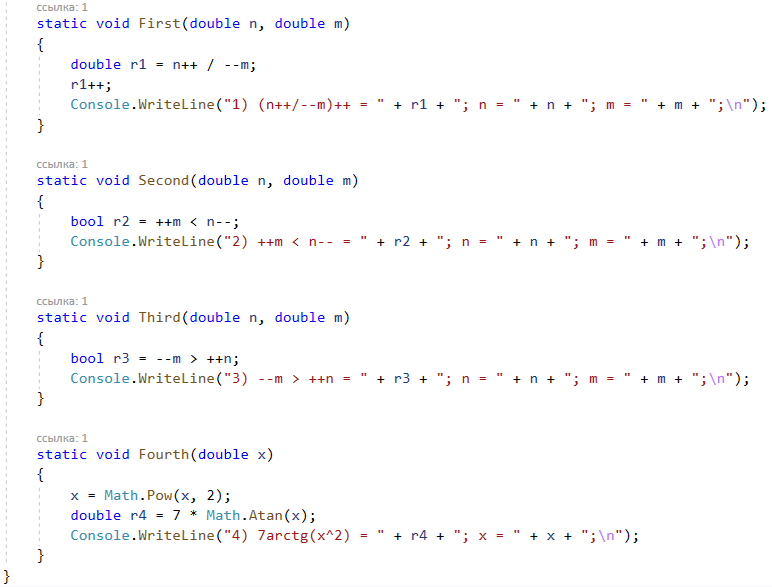 ссылка: 1
static void First(double n, double m)
{
double r1 = n++ / --m;
r1++;
Console.WriteLine("1) (n++/--m)++ = " + r1 + "; n = " + n + "; m = " + m + ";\n");
}
ссылка: 1
static void Second(double n, double m)
{
bool r2 = ++m < n--;
Console.WriteLine("2) ++m < n-- = " + r2 + "; n = " + n + "; m = " + m + ";\n");
}
ссылка: 1
static void Third(double n, double m)
{
bool r3 = --m > ++n;
Console.WriteLine("3) --m > ++n = " + r3 + "; n = " + n + "; m = " + m + ";\n");
}
ссылка: 1
static void Fourth(double x)
{
x = Math.Pow(x, 2);
double r4 = 7 * Math.Atan(x);
Console.WriteLine("4) 7arctg(x^2) = " + r4 + "; x = " + x + ";\n");
}
}